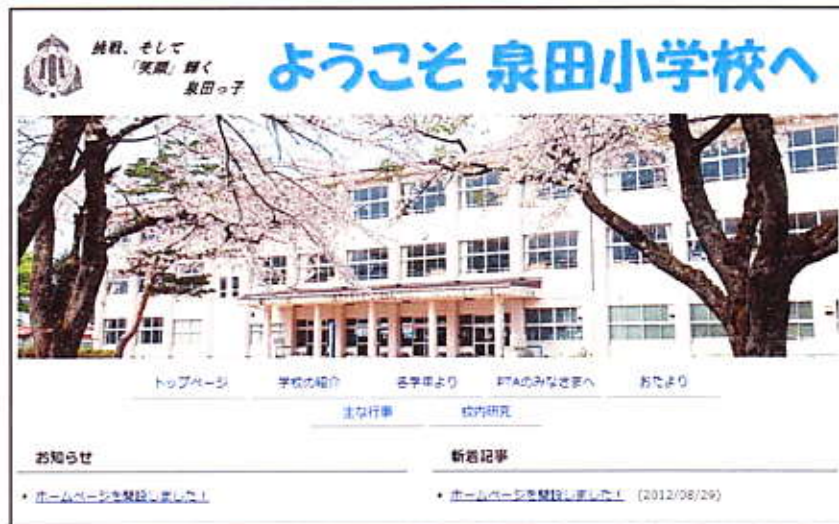 挑戦、そして
「笑顔」輝く
泉田っ子
ようこそ 泉田小学校へ
トップページ 学校の紹介 各学年より PTAのみなさまへ おたより
主な行事 校内研究
お知らせ
新着記事
・ホームページを開設しました！
・ホームページを開設しました！ (2012/08/29)